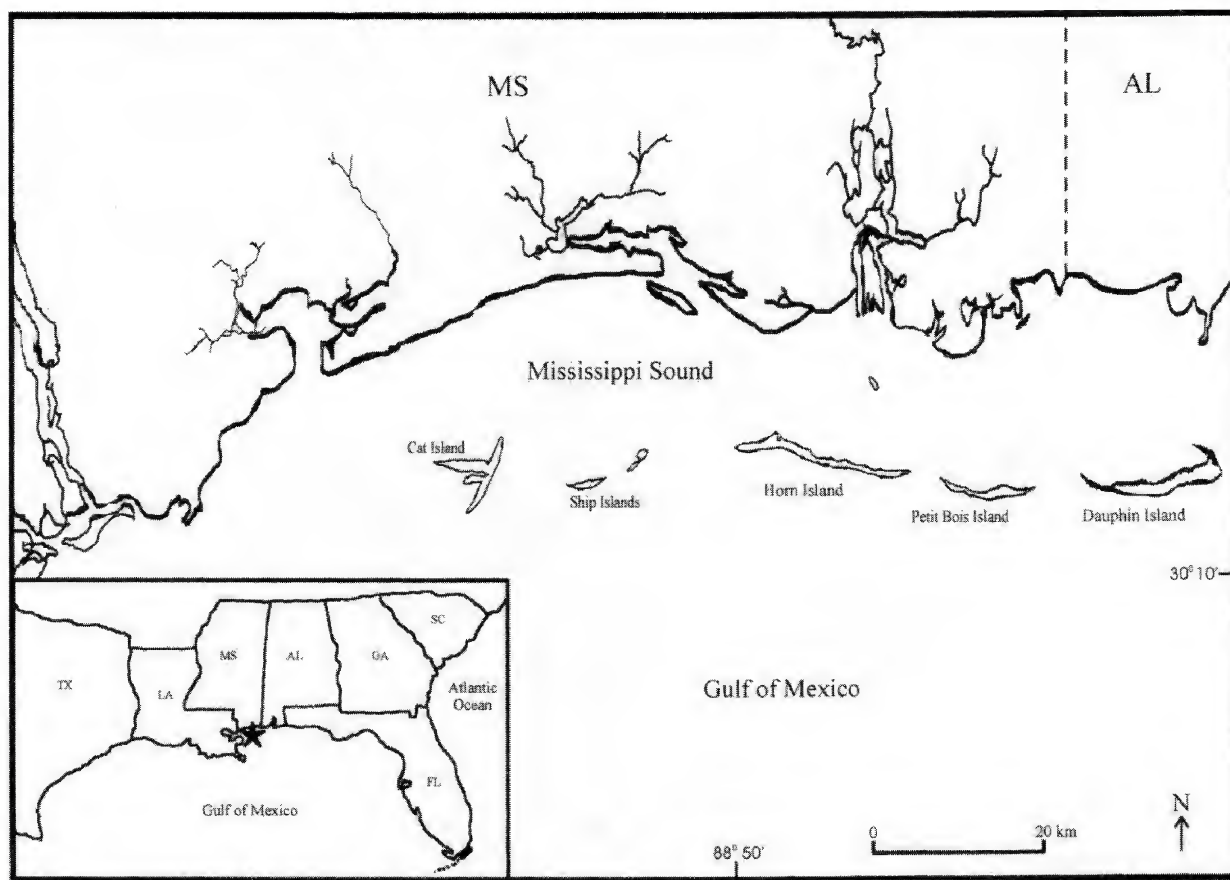 MS
AL
Mississippi Sound
Cat Island
Ship Islands
Horn Island
Petit Bois Island
Dauphin Island
30° 10'
Gulf of Mexico
0
20 km
N
88° 50'
TX
LA
MS
AL
GA
SC
Atlantic
Ocean
FL
Gulf of Mexico